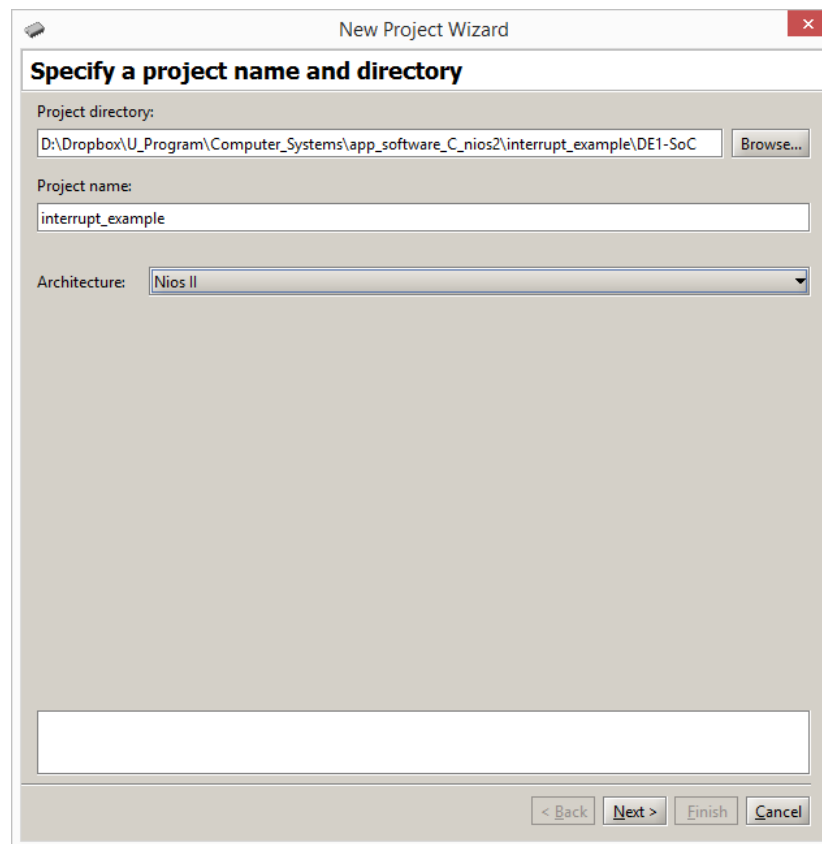 New Project Wizard
Specify a project name and directory
Project directory:
D:\Dropbox\U_Program\Computer_Systems\app_software_C_nios2\interrupt_example\DE1-SoC
Browse...
Project name:
interrupt_example
Architecture: Nios II
< Back Next > Finish Cancel